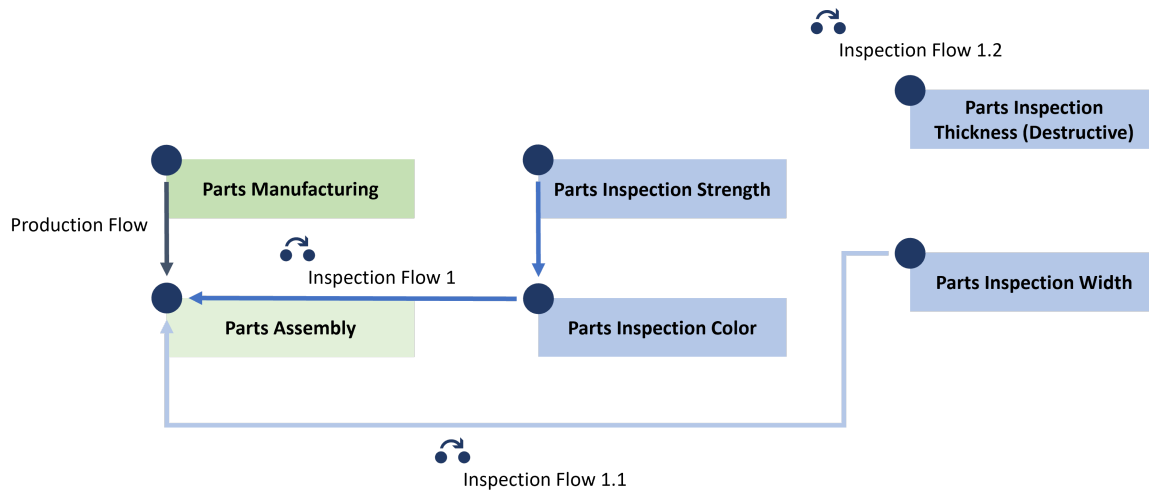 Inspection Flow 1.2
Parts Inspection
Thickness (Destructive)
Parts Manufacturing
Parts Inspection Strength
Production Flow
Inspection Flow 1
Parts Inspection Width
Parts Assembly
Parts Inspection Color
Inspection Flow 1.1